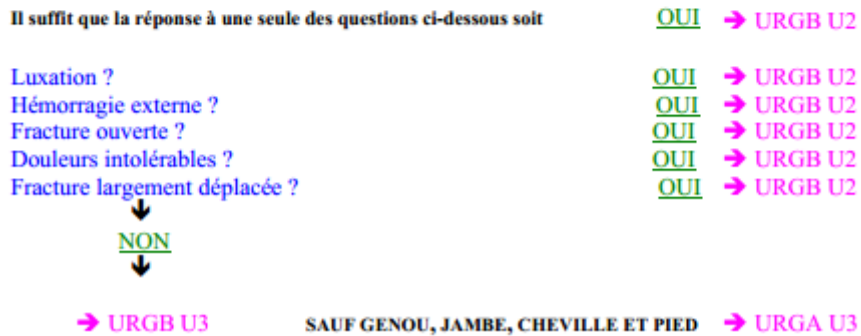 Il suffit que la réponse à une seule des questions ci-dessous soit OUI ➔ URGB U2
Luxation ? OUI ➔ URGB U2
Hémorragie externe ? OUI ➔ URGB U2
Fracture ouverte ? OUI ➔ URGB U2
Douleurs intolérables ? OUI ➔ URGB U2
Fracture largement déplacée ? OUI ➔ URGB U2
NON
➔ URGB U3 SAUF GENOU, JAMBE, CHEVILLE ET PIED ➔ URGA U3